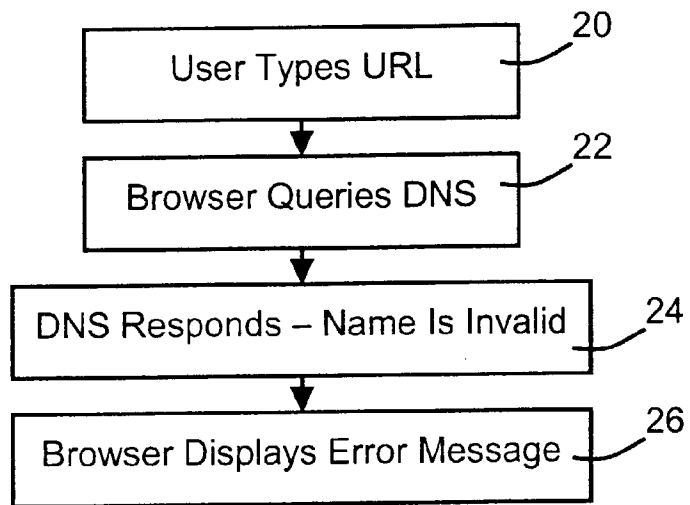 20
User Types URL
22
Browser Queries DNS
DNS Responds – Name Is Invalid
24
Browser Displays Error Message
26